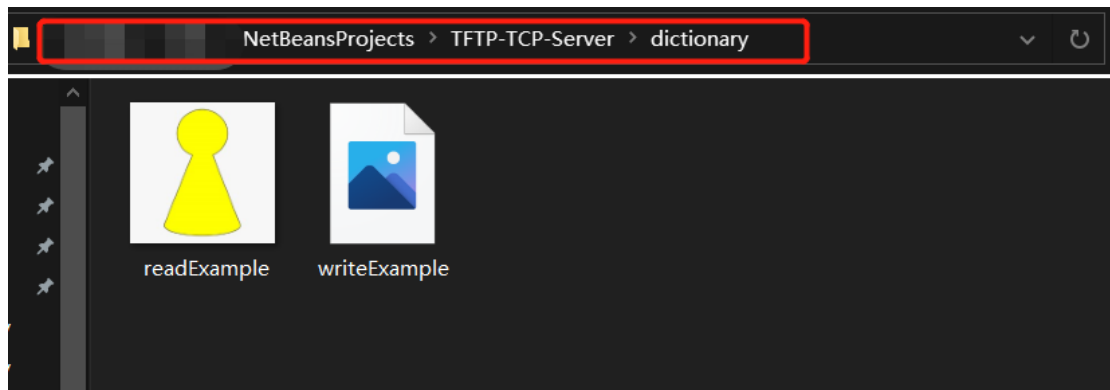 NetBeansProjects > TFTP-TCP-Server > dictionary
readExample writeExample